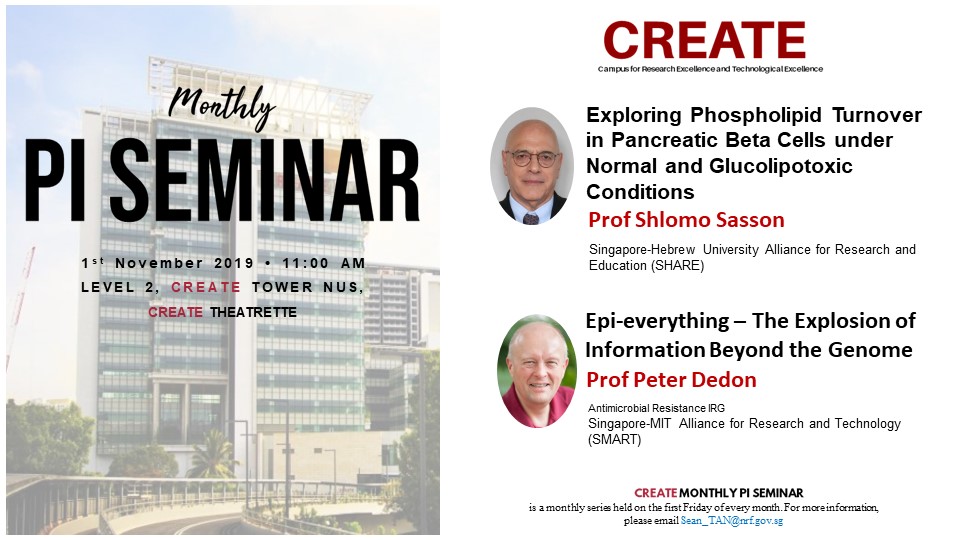 Monthly
PI SEMINAR
1st November 2019 • 11:00 AM
LEVEL 2, CREATE TOWER NUS,
CREATE THEATRETTE
CREATE
Campus for Research Excellence and Technological Excellence
Exploring Phospholipid Turnover
in Pancreatic Beta Cells under
Normal and Glucolipotoxic
Conditions
Prof Shlomo Sasson
Singapore-Hebrew University Alliance for Research and
Education (SHARE)
Epi-everything – The Explosion of
Information Beyond the Genome
Prof Peter Dedon
Antimicrobial Resistance IRG
Singapore-MIT Alliance for Research and Technology
(SMART)
CREATE MONTHLY PI SEMINAR
is a monthly series held on the first Friday of every month. For more information,
please email Sean_TAN@nrf.gov.sg